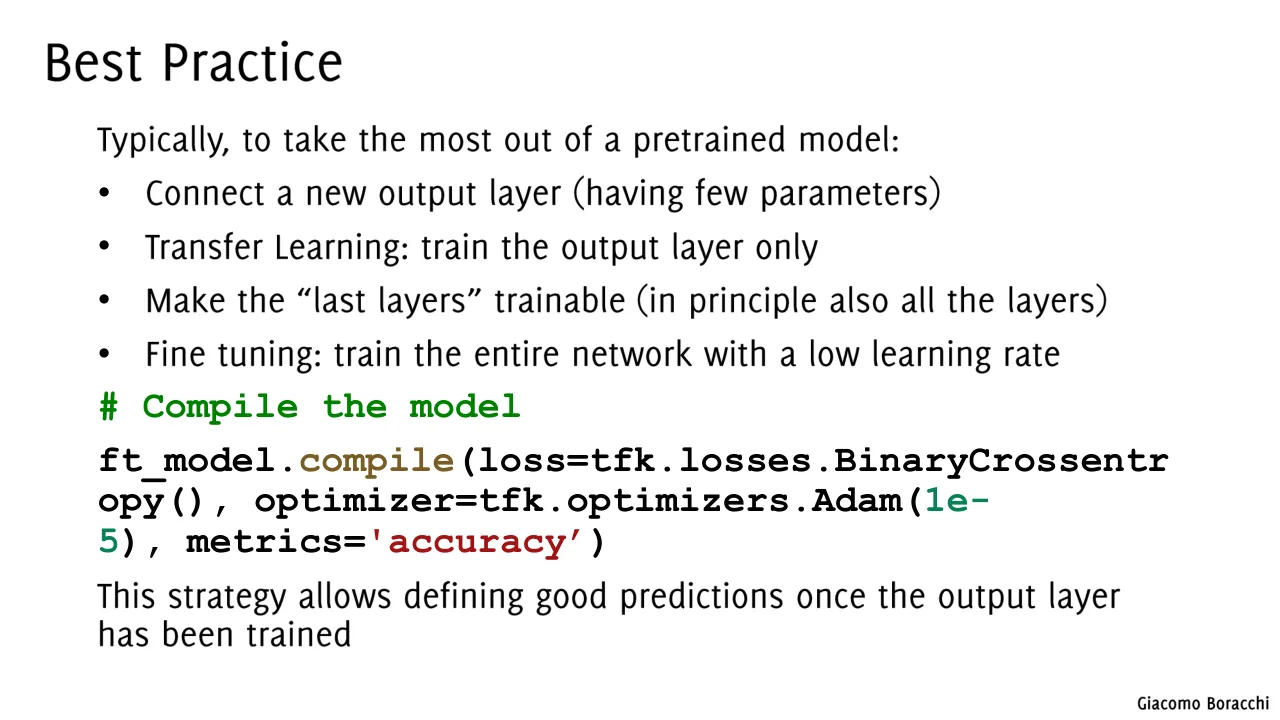 Best Practice
Typically, to take the most out of a pretrained model:
• Connect a new output layer (having few parameters)
• Transfer Learning: train the output layer only
• Make the “last layers” trainable (in principle also all the layers)
• Fine tuning: train the entire network with a low learning rate
# Compile the model
ft_model.compile(loss=tfk.losses.BinaryCrossentr
opy(), optimizer=tfk.optimizers.Adam(1e-
5), metrics='accuracy’)
This strategy allows defining good predictions once the output layer
has been trained
Giacomo Boracchi